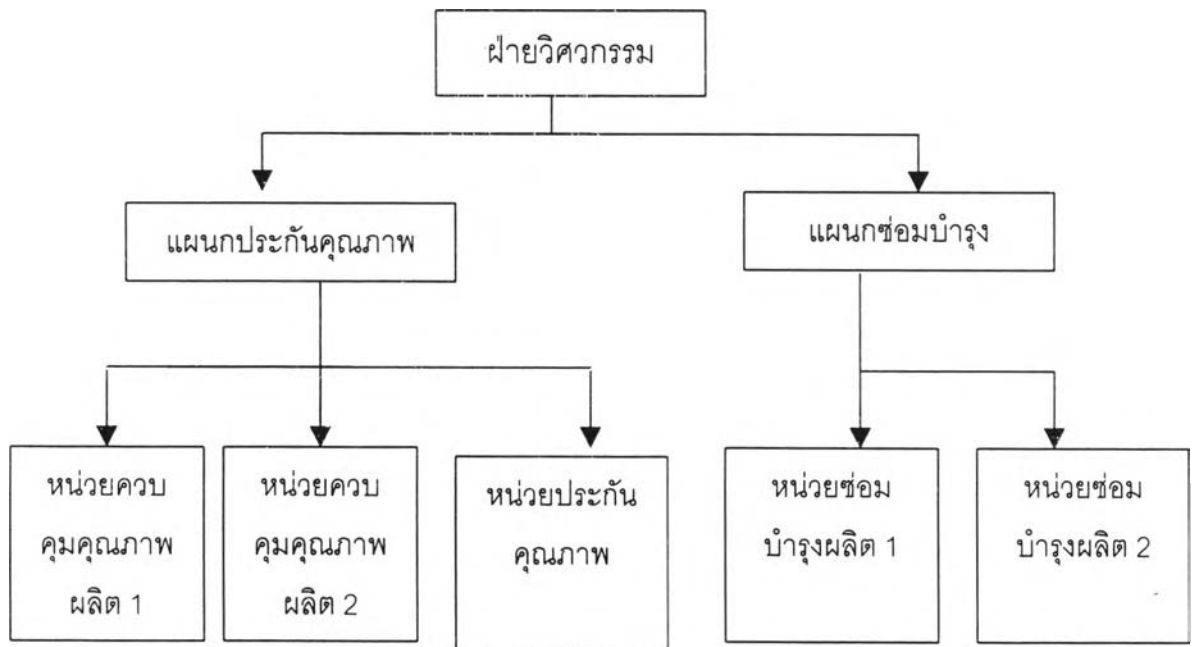 ฝ่ายวิศวกรรม
แผนกประกันคุณภาพ
แผนกซ่อมบำรุง
หน่วยควบ
คุมคุณภาพ
ผลิต 1
หน่วยควบ
คุมคุณภาพ
ผลิต 2
หน่วยประกัน
คุณภาพ
หน่วยซ่อม
บำรุงผลิต 1
หน่วยซ่อม
บำรุงผลิต 2